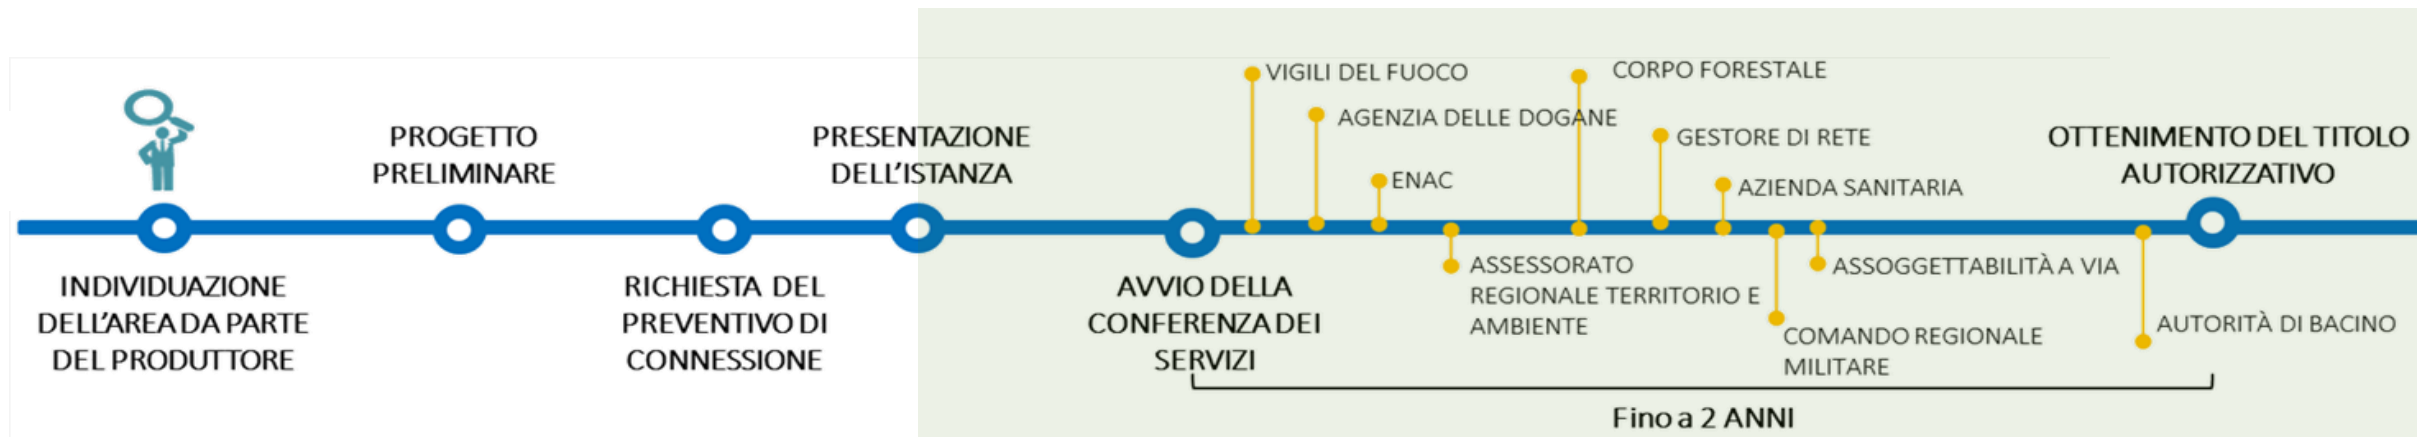 INDIVIDUAZIONE
DELL'AREA DA PARTE
DEL PRODUTTORE
PROGETTO
PRELIMINARE
RICHIESTA DEL
PREVENTIVO DI
CONNESSIONE
PRESENTAZIONE
DELL'ISTANZA
AVVIO DELLA
CONFERENZA DEI
SERVIZI
VIGILI DEL FUOCO
AGENZIA DELLE DOGANE
ENAC
ASSESSORATO
REGIONALE TERRITORIO E
AMBIENTE
CORPO FORESTALE
GESTORE DI RETE
AZIENDA SANITARIA
COMANDO REGIONALE
MILITARE
ASSOGGETTABILITÀ A VIA
AUTORITÀ DI BACINO
OTTENIMENTO DEL TITOLO
AUTORIZZATIVO
Fino a 2 ANNI